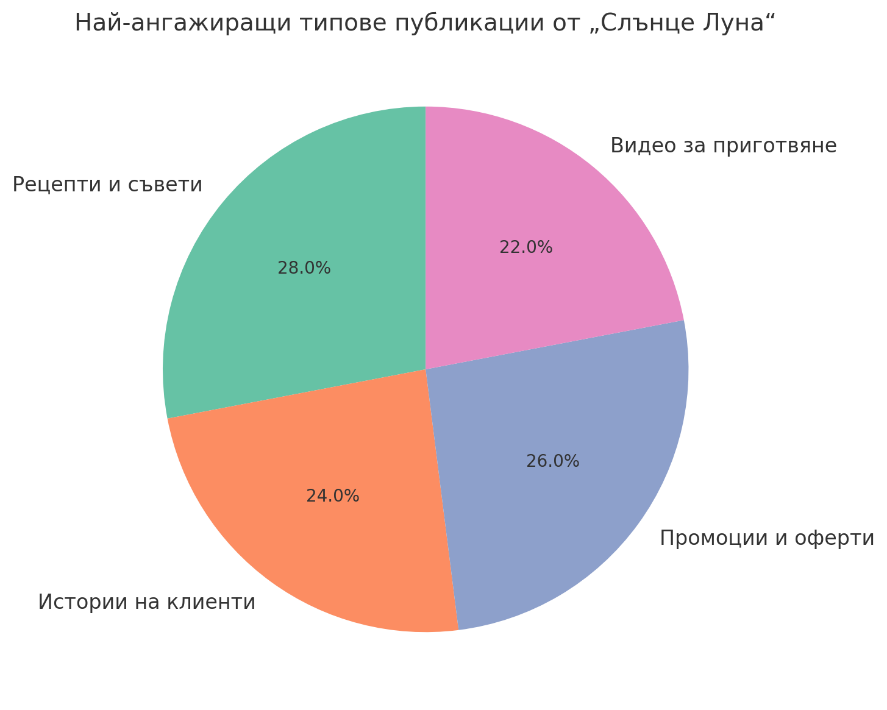 Най-ангажиращи типове публикации от „Слънце Луна“
Видео за приготвяне
Рецепти и съвети
22.0%
28.0%
26.0%
24.0%
Промоции и оферти
Истории на клиенти